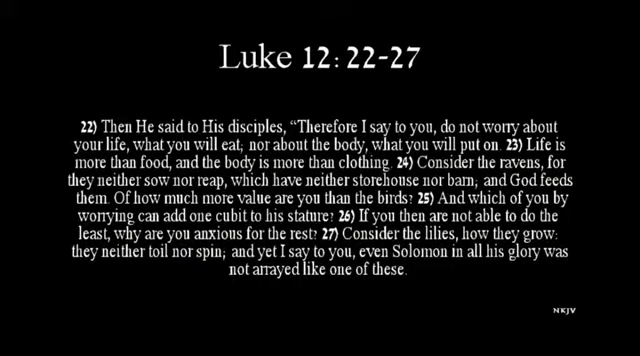 Luke 12: 22-27
22) Then He said to His disciples, “Therefore I say to you, do not worry about
your life, what you will eat; nor about the body, what you will put on. 23) Life is
more than food, and the body is more than clothing. 24) Consider the ravens, for
they neither sow nor reap, which have neither storehouse nor barn; and God feeds
them. Of how much more value are you than the birds? 25) And which of you by
worrying can add one cubit to his stature? 26) If you then are not able to do the
least, why are you anxious for the rest? 27) Consider the lilies, how they grow:
they neither toil nor spin; and yet I say to you, even Solomon in all his glory was
not arrayed like one of these.
NKJV